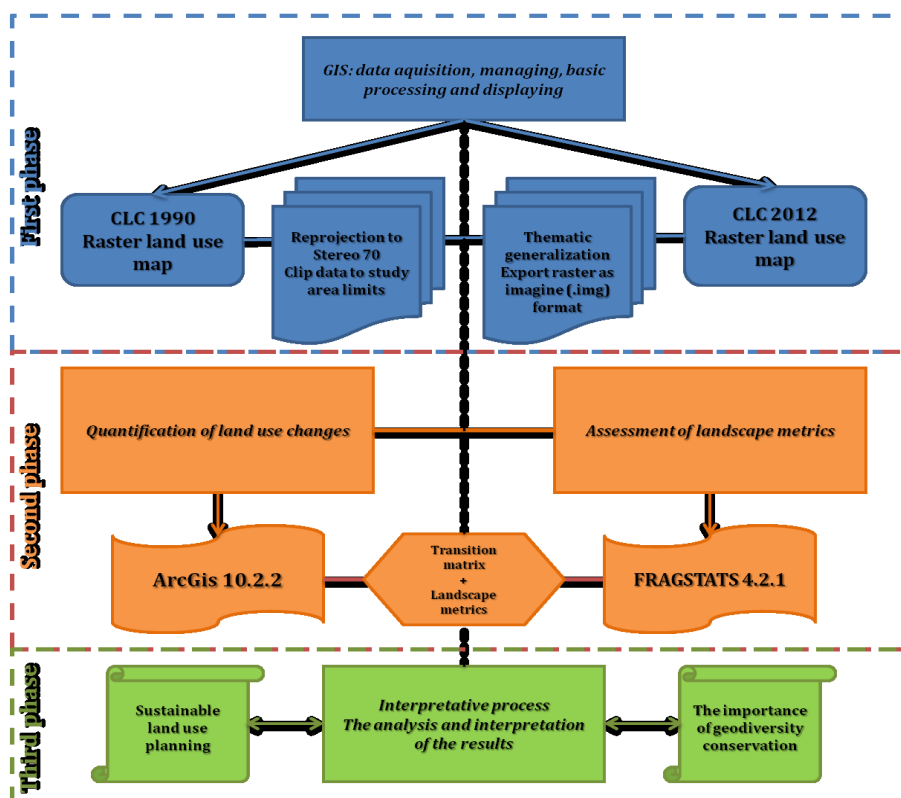 First phase
GIS: data aquisition, managing, basic
processing and displaying
CLC 1990
Raster land use
map
Reprojection to
Stereo 70
Clip data to study
area limits
Thematic
generalization
Export raster as
imagine (.img)
format
CLC 2012
Raster land use
map
Second phase
Quantification of land use changes
Assessment of landscape metrics
ArcGis 10.2.2
Transition
matrix
+
Landscape
metrics
FRAGSTATS 4.2.1
Third phase
Sustainable
land use
planning
Interpretative process
The analysis and interpretation
of the results
The importance
of geodiversity
conservation